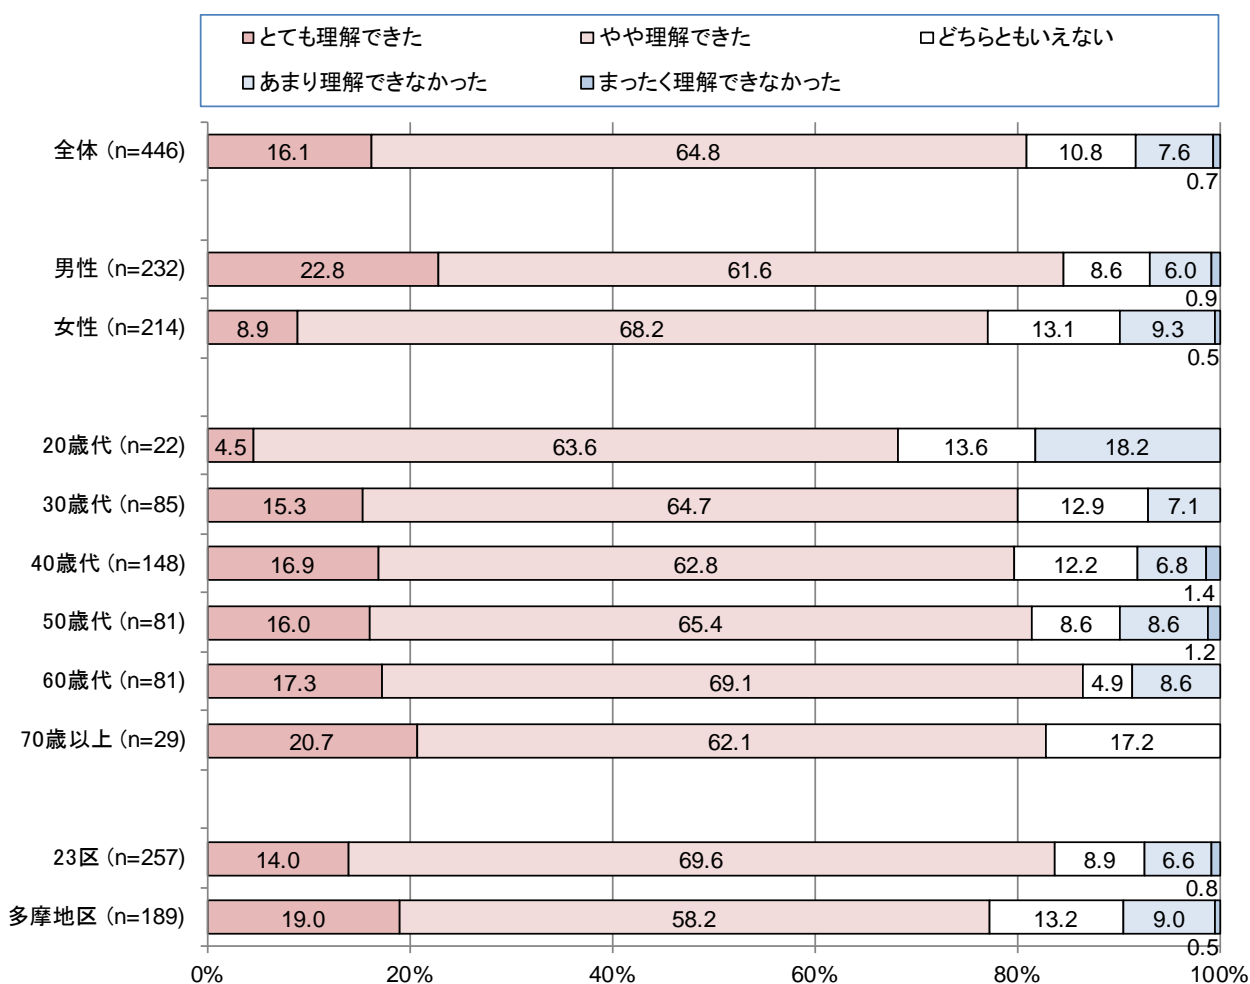 とても理解できた やや理解できた どちらともいえない
あまり理解できなかった まったく理解できなかった
全体 (n=446) 16.1 64.8 10.8 7.6
0.7
男性 (n=232) 22.8 61.6 8.6 6.0
0.9
女性 (n=214) 8.9 68.2 13.1 9.3
0.5
20歳代 (n=22) 4.5 63.6 13.6 18.2
30歳代 (n=85) 15.3 64.7 12.9 7.1
40歳代 (n=148) 16.9 62.8 12.2 6.8
1.4
50歳代 (n=81) 16.0 65.4 8.6 8.6
1.2
60歳代 (n=81) 17.3 69.1 4.9 8.6
70歳以上 (n=29) 20.7 62.1 17.2
23区 (n=257) 14.0 69.6 8.9 6.6
0.8
多摩地区 (n=189) 19.0 58.2 13.2 9.0
0.5
0% 20% 40% 60% 80% 100%